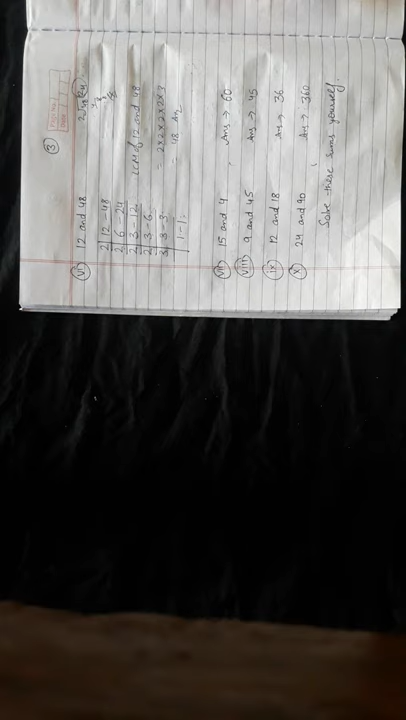 Page No.
Date
3
(vi) 12 and 48
2 | 12 - 48
2 | 6 - 24
2 | 3 - 12
2 | 3 - 6
3 | 3 - 3
1 - 1
LCM of 12 and 48
= 2×2×2×2×3
= 48 Ans
(vii) 15 and 4 Ans → 60
(viii) 9 and 45 Ans → 45
(ix) 12 and 18 Ans → 36
(x) 24 and 90 Ans → 360
Solve these sums yourself.